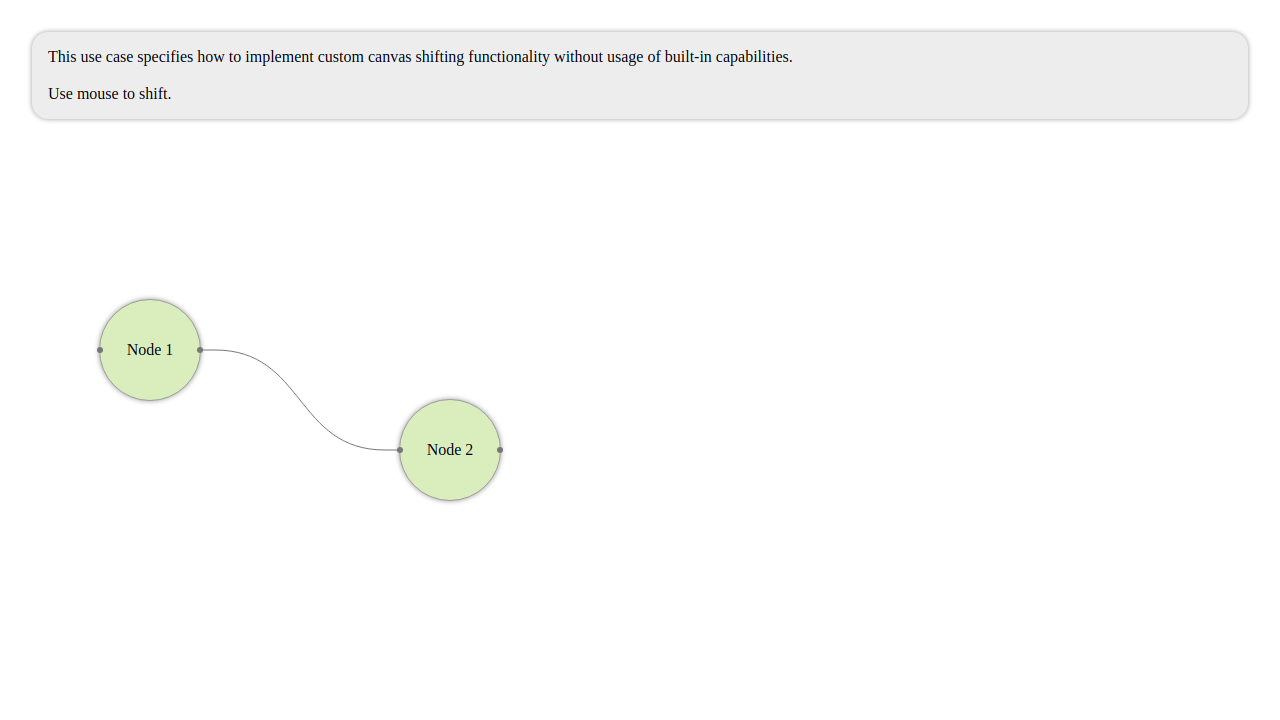 This use case specifies how to implement custom canvas shifting functionality without usage of built-in capabilities.
Use mouse to shift.
Node 1
Node 2